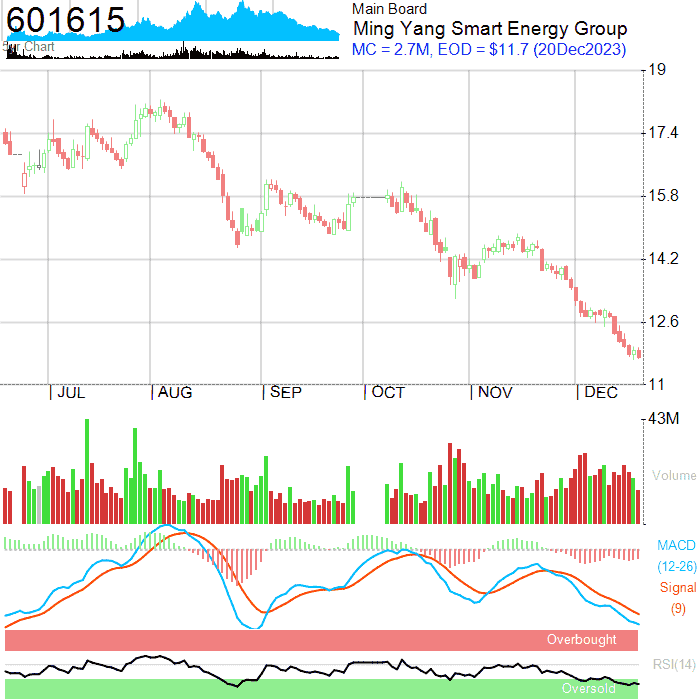 601615
5yr Chart
Main Board
Ming Yang Smart Energy Group
MC = 2.7M, EOD = $11.7 (20Dec2023)
19
17.4
15.8
14.2
12.6
11
JUL AUG SEP OCT NOV DEC
43M
Volume
MACD
(12-26)
Signal
(9)
Overbought
RSI(14)
Oversold